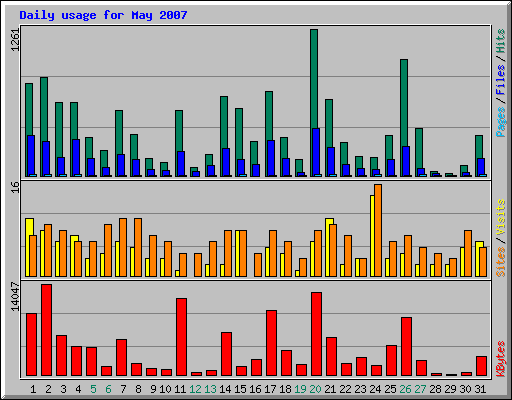 Daily usage for May 2007
1261
Pages / Files / Hits
16
Sites / Visits
14047
KBytes
1 2 3 4 5 6 7 8 9 10 11 12 13 14 15 16 17 18 19 20 21 22 23 24 25 26 27 28 29 30 31